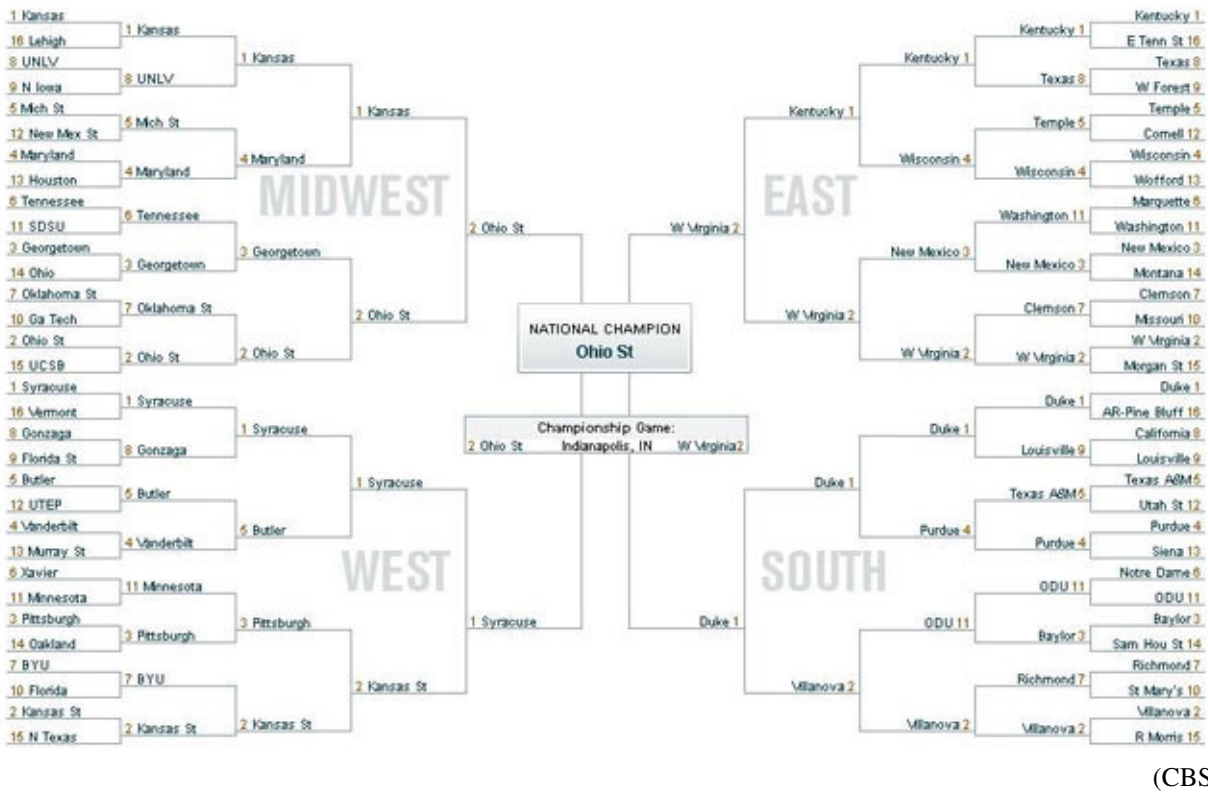 1 Kansas
16 Lehigh
8 UNLV
9 N Iowa
5 Mich St
12 New Mex St
4 Maryland
13 Houston
6 Tennessee
11 SDSU
3 Georgetown
14 Ohio
7 Oklahoma St
10 Ga Tech
2 Ohio St
15 UCSB
1 Kansas
8 UNLV
5 Mich St
4 Maryland
6 Tennessee
3 Georgetown
7 Oklahoma St
2 Ohio St
1 Kansas
4 Maryland
3 Georgetown
2 Ohio St
1 Kansas
2 Ohio St
2 Ohio St
MIDWEST
1 Syracuse
16 Vermont
8 Gonzaga
9 Florida St
5 Butler
12 UTEP
4 Vanderbilt
13 Murray St
6 Xavier
11 Minnesota
3 Pittsburgh
14 Oakland
7 BYU
10 Florida
2 Kansas St
15 N Texas
1 Syracuse
8 Gonzaga
5 Butler
4 Vanderbilt
11 Minnesota
3 Pittsburgh
7 BYU
2 Kansas St
1 Syracuse
5 Butler
3 Pittsburgh
2 Kansas St
1 Syracuse
2 Kansas St
1 Syracuse
WEST
NATIONAL CHAMPION
Ohio St
Championship Game:
2 Ohio St Indianapolis, IN W Virginia 2
EAST
W Virginia 2
Kentucky 1
W Virginia 2
Kentucky 1
Wisconsin 4
New Mexico 3
W Virginia 2
Kentucky 1
Texas 8
Temple 5
Wisconsin 4
Washington 11
New Mexico 3
Clemson 7
W Virginia 2
Kentucky 1
E Tenn St 16
Texas 8
W Forest 9
Temple 5
Cornell 12
Wisconsin 4
Wofford 13
Marquette 6
Washington 11
New Mexico 3
Montana 14
Clemson 7
Missouri 10
W Virginia 2
Morgan St 15
SOUTH
Duke 1
Duke 1
Villanova 2
Duke 1
Purdue 4
ODU 11
Villanova 2
Duke 1
Louisville 9
Texas A&M 5
Purdue 4
ODU 11
Baylor 3
Richmond 7
Villanova 2
Duke 1
AR-Pine Bluff 16
California 8
Louisville 9
Texas A&M 5
Utah St 12
Purdue 4
Siena 13
Notre Dame 6
ODU 11
Baylor 3
Sam Hou St 14
Richmond 7
St Mary's 10
Villanova 2
R Morris 15
(CBS